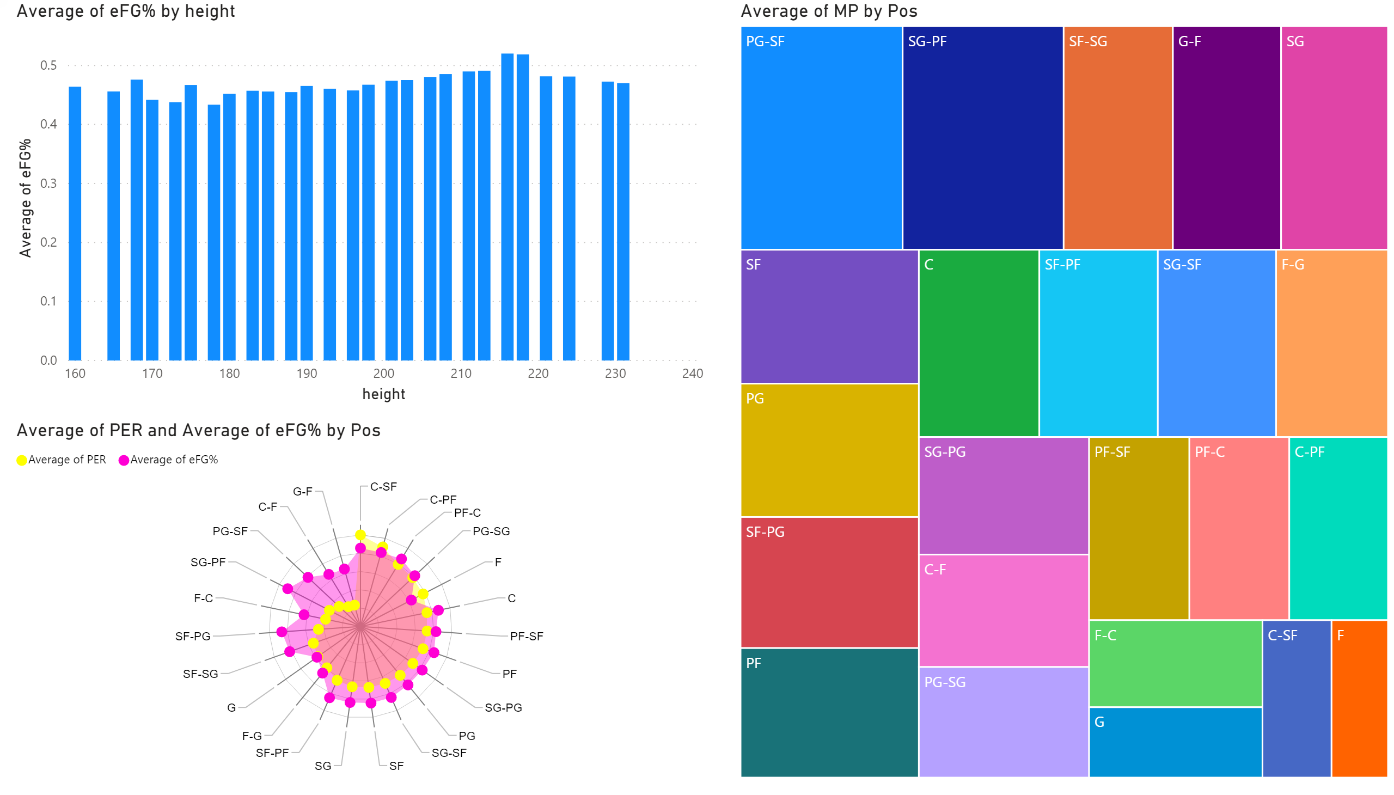 Average of eFG% by height
Average of eFG%
0.5
0.4
0.3
0.2
0.1
0.0
160 170 180 190 200 210 220 230 240
height
Average of PER and Average of eFG% by Pos
Average of PER Average of eFG%
C-SF
C-PF
PF-C
PG-SG
F
C
PF-SF
PF
SG-PG
PG
SG-SF
SF
SG
SF-PF
F-G
G
SF-SG
SF-PG
F-C
SG-PF
PG-SF
C-F
G-F
Average of MP by Pos
PG-SF SG-PF SF-SG G-F SG
SF C SF-PF SG-SF F-G
PG
SG-PG PF-SF PF-C C-PF
SF-PG
C-F
F-C C-SF F
PF
PG-SG
G